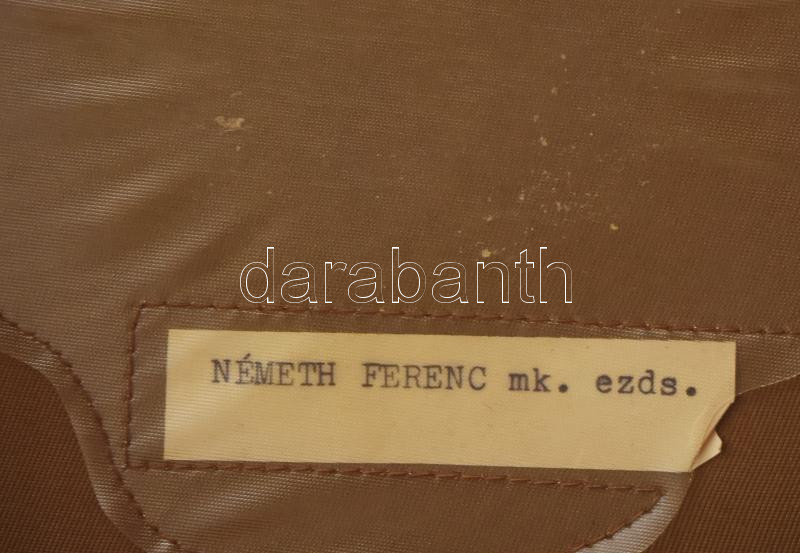 darabanth
NÉMETH FERENC mk. ezds.